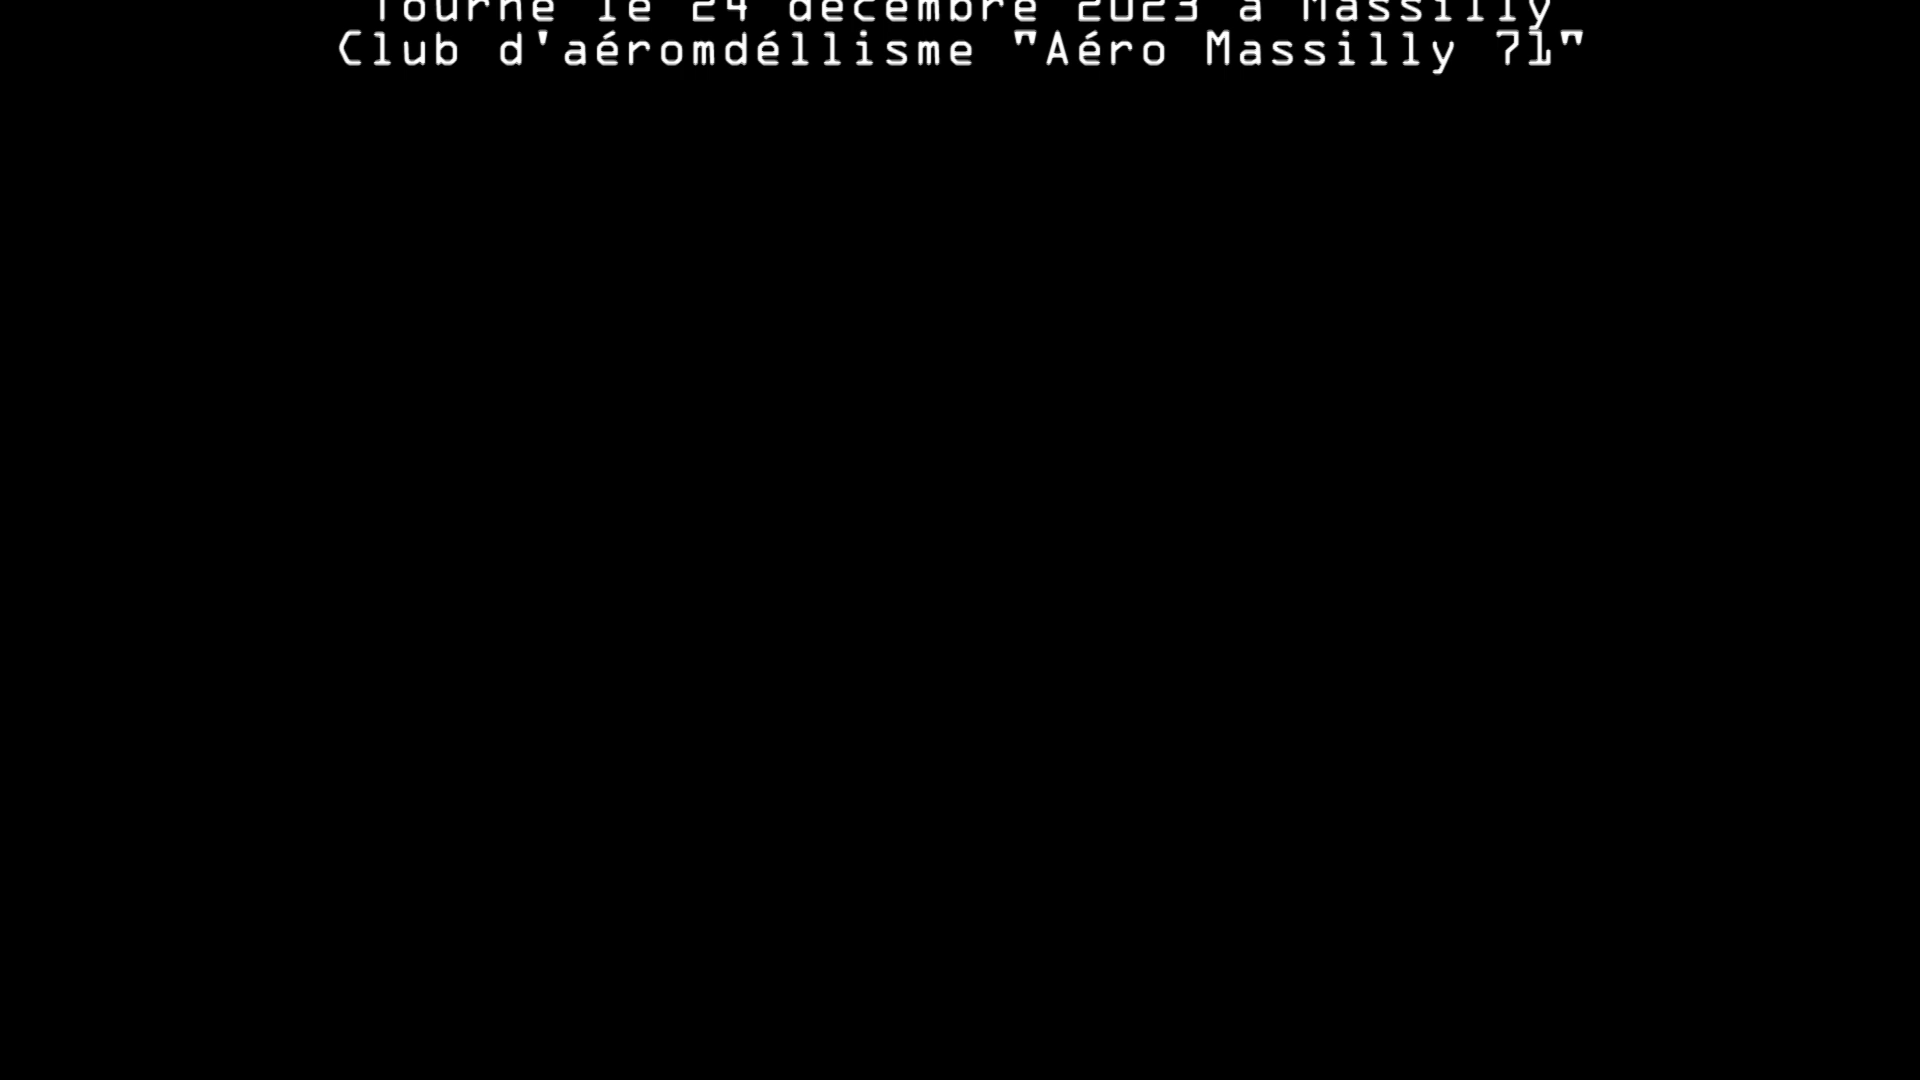 Tourné le 24 décembre 2023 à Massilly
Club d'aéromdéllisme "Aéro Massilly 71"